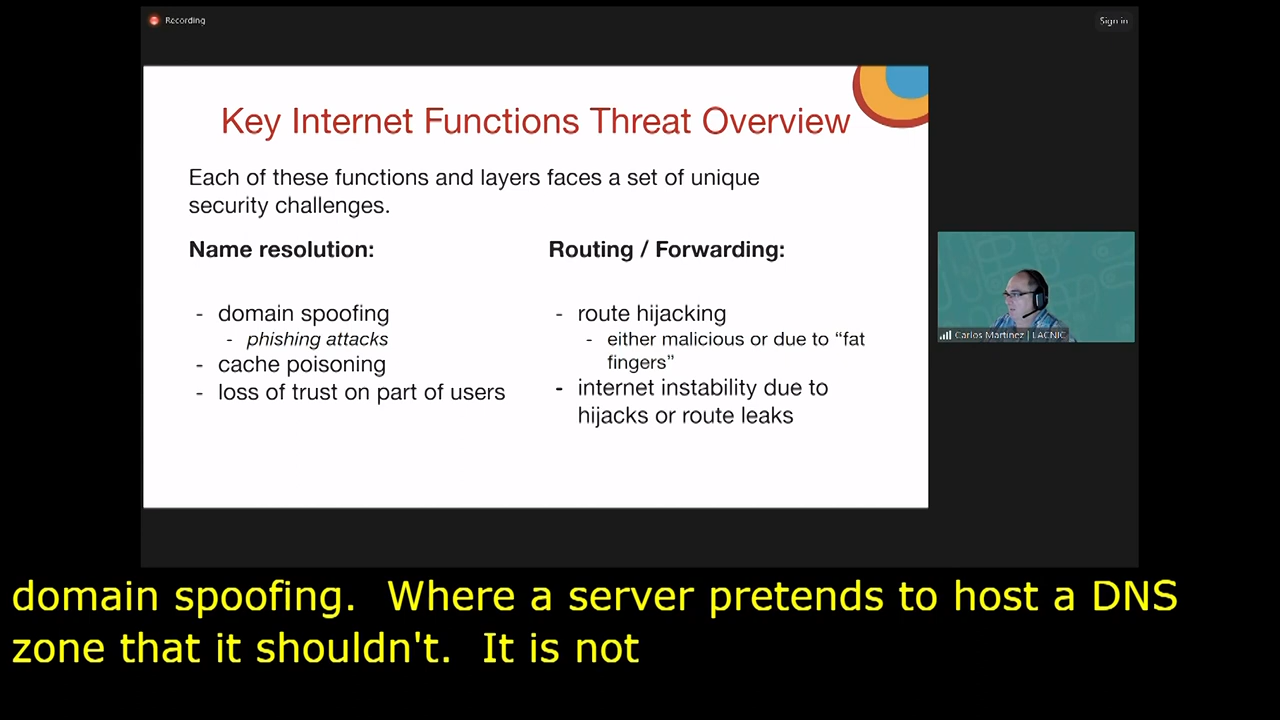 Recording
Sign in
Key Internet Functions Threat Overview
Each of these functions and layers faces a set of unique
security challenges.
Name resolution:
- domain spoofing
- phishing attacks
- cache poisoning
- loss of trust on part of users
Routing / Forwarding:
- route hijacking
- either malicious or due to “fat
fingers”
- internet instability due to
hijacks or route leaks
Carlos Martinez | LACNIC
domain spoofing.  Where a server pretends to host a DNS
zone that it shouldn't.  It is not